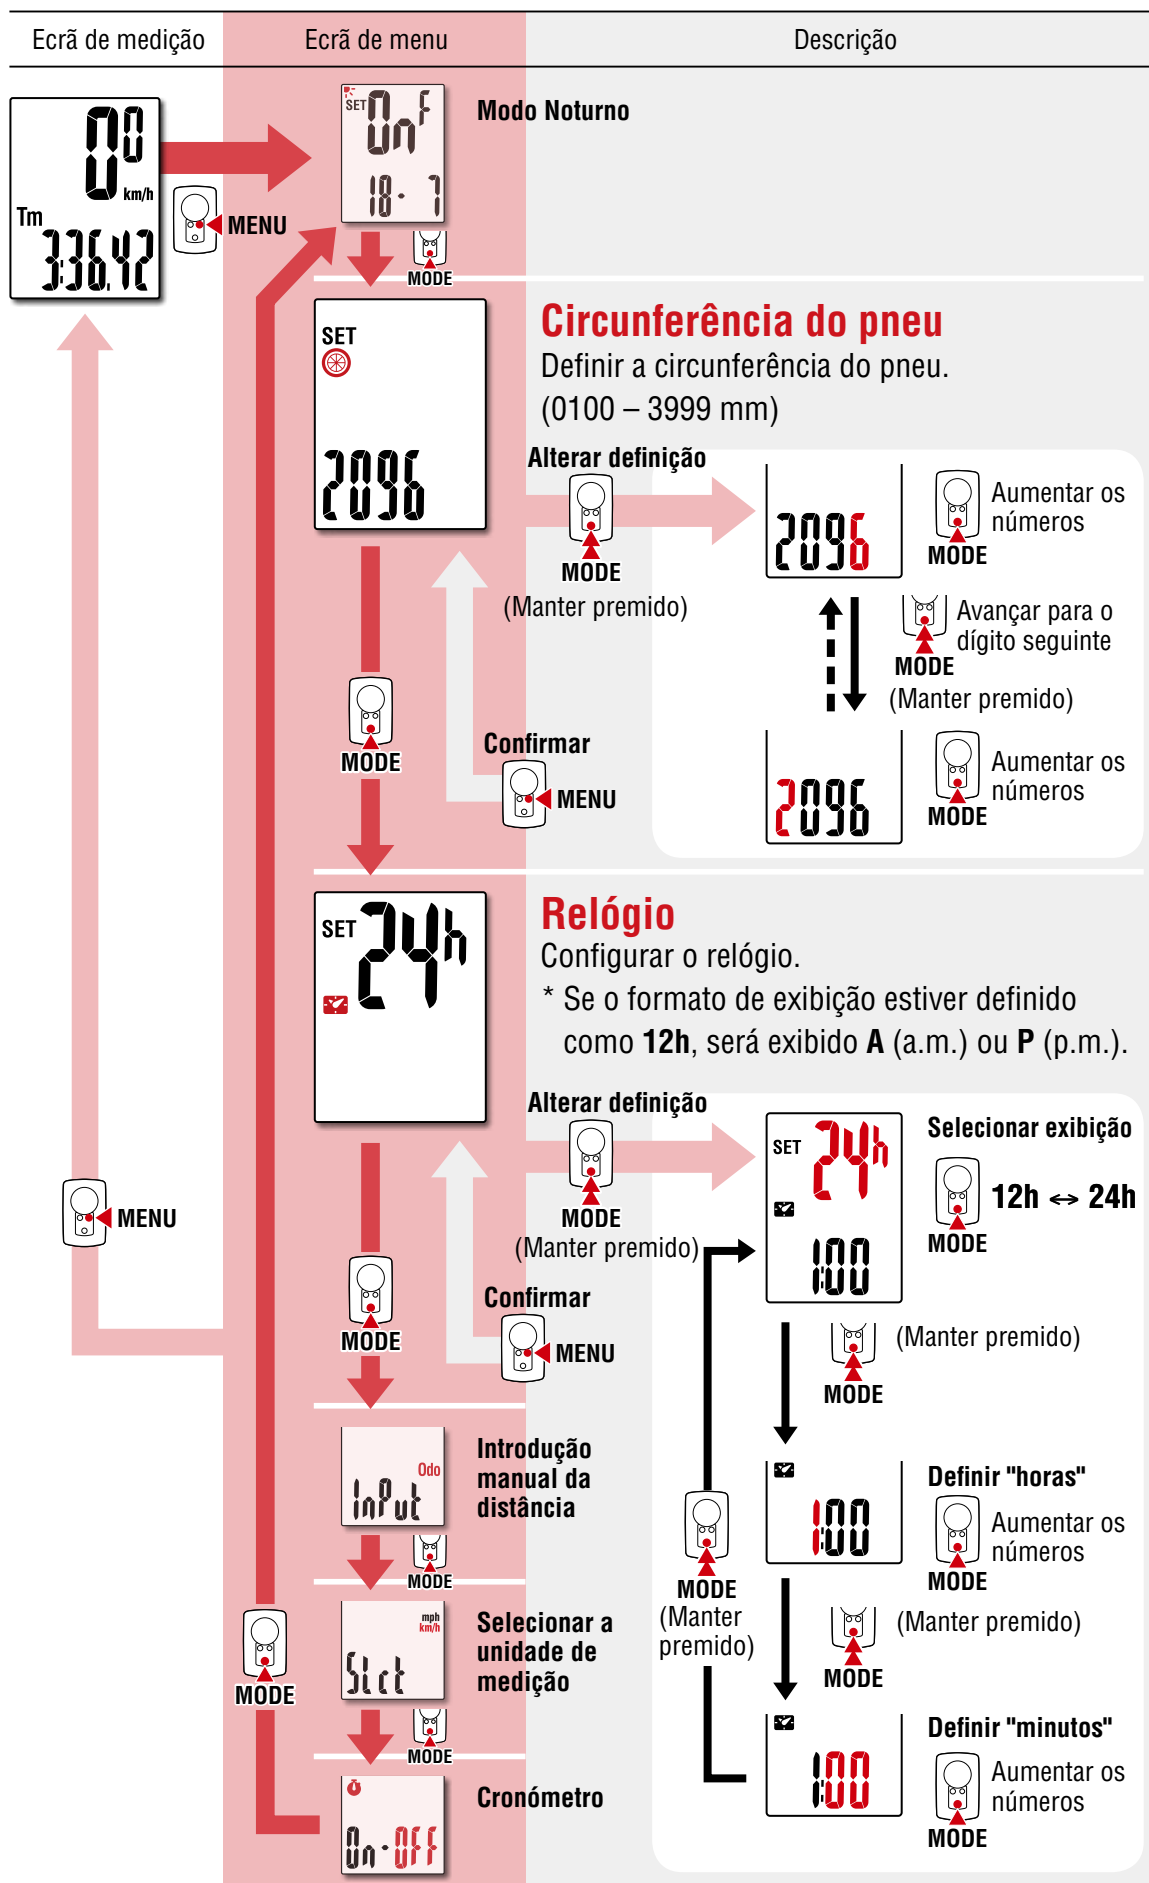 Ecrã de medição
Ecrã de menu
Descrição
0⁰
km/h
Tm
3:36.42
MENU
SET
OnF
18· 7
Modo Noturno
MODE
SET
2096
Circunferência do pneu
Definir a circunferência do pneu.
(0100 – 3999 mm)
Alterar definição
MODE
(Manter premido)
2096
Aumentar os
números
MODE
Avançar para o
dígito seguinte
MODE
(Manter premido)
2096
Aumentar os
números
MODE
Confirmar
MENU
MODE
SET
24h
Relógio
Configurar o relógio.
* Se o formato de exibição estiver definido
como 12h, será exibido A (a.m.) ou P (p.m.).
Alterar definição
MODE
(Manter premido)
SET
24h
1:00
Selecionar exibição
12h ↔ 24h
MODE
(Manter premido)
MODE
Confirmar
MENU
MODE
MENU
1:00
Definir "horas"
Aumentar os
números
MODE
(Manter premido)
MODE
MODE
(Manter
premido)
1:00
Definir "minutos"
Aumentar os
números
MODE
Odo
InPut
Introdução
manual da
distância
MODE
mph
km/h
Slct
Selecionar a
unidade de
medição
MODE
MODE
On·OFF
Cronómetro